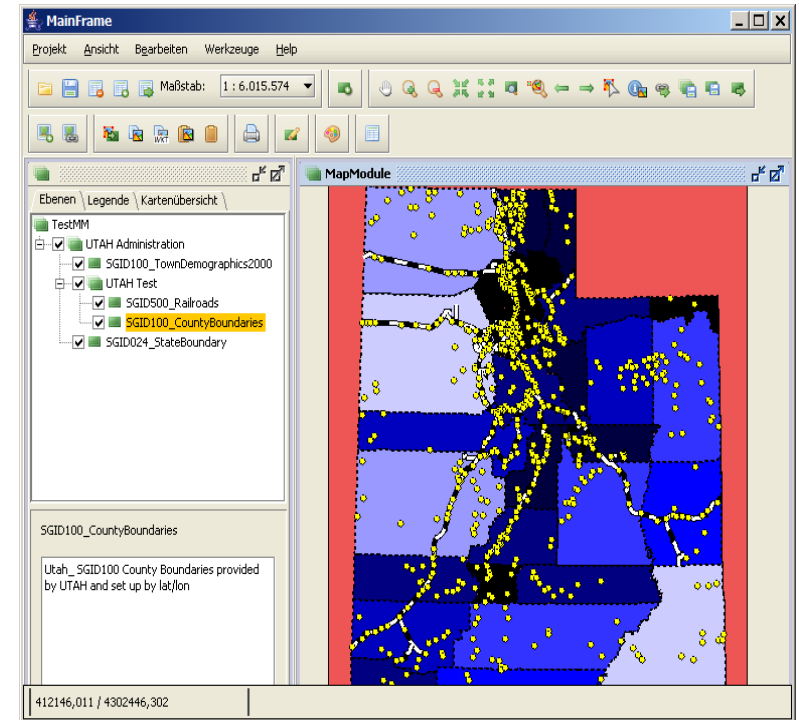 MainFrame
Projekt Ansicht Bearbeiten Werkzeuge Help
Maßstab: 1 : 6.015.574
WKT
MapModule
Ebenen Legende Kartenübersicht
TestMM
UTAH Administration
SGID100_TownDemographics2000
UTAH Test
SGID500_Railroads
SGID100_CountyBoundaries
SGID024_StateBoundary
SGID100_CountyBoundaries
Utah_ SGID100 County Boundaries provided
by UTAH and set up by lat/lon
412146,011 / 4302446,302